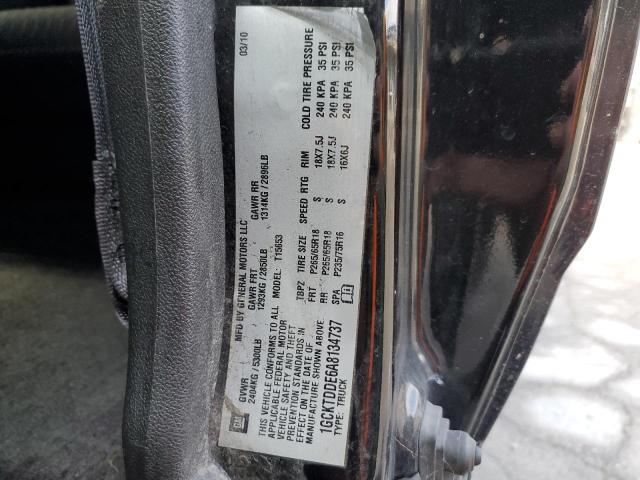 GM
MFD BY GENERAL MOTORS LLC
03/10
GVWR GAWR FRT GAWR RR
2404KG / 5300LB 1293KG / 2850LB 1314KG / 2896LB
THIS VEHICLE CONFORMS TO ALL
APPLICABLE FEDERAL MOTOR
VEHICLE SAFETY AND THEFT
PREVENTION STANDARDS IN
EFFECT ON THE DATE OF
MANUFACTURE SHOWN ABOVE.
1GCKTDDE6A8134737
TYPE: TRUCK
MODEL: T15653
TBPZ TIRE SIZE SPEED RTG RIM COLD TIRE PRESSURE
FRT P265/65R18 S 18X7.5J 240 KPA 35 PSI
RR P265/65R18 S 18X7.5J 240 KPA 35 PSI
SPA P235/75R16 S 16X6J 240 KPA 35 PSI